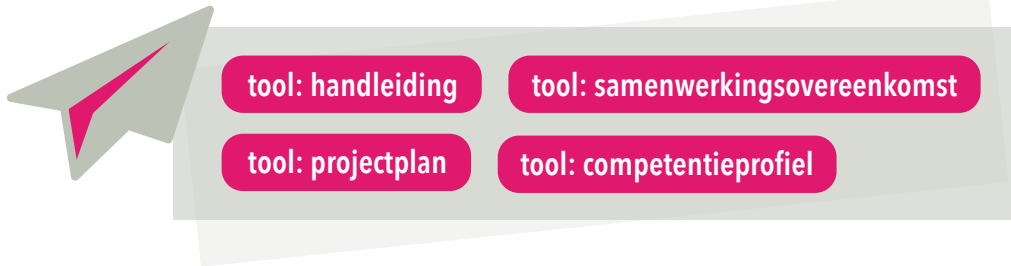 tool: handleiding
tool: samenwerkingsovereenkomst
tool: projectplan
tool: competentieprofiel